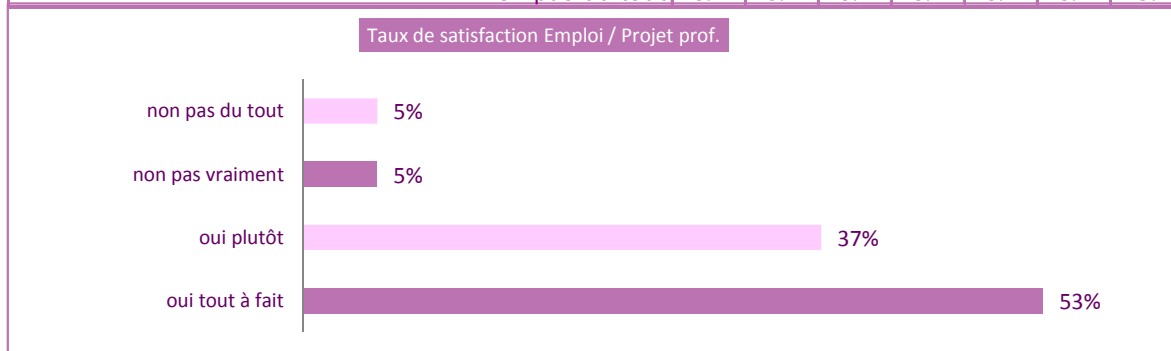 Taux de satisfaction Emploi / Projet prof.
non pas du tout 5%
non pas vraiment 5%
oui plutôt 37%
oui tout à fait 53%